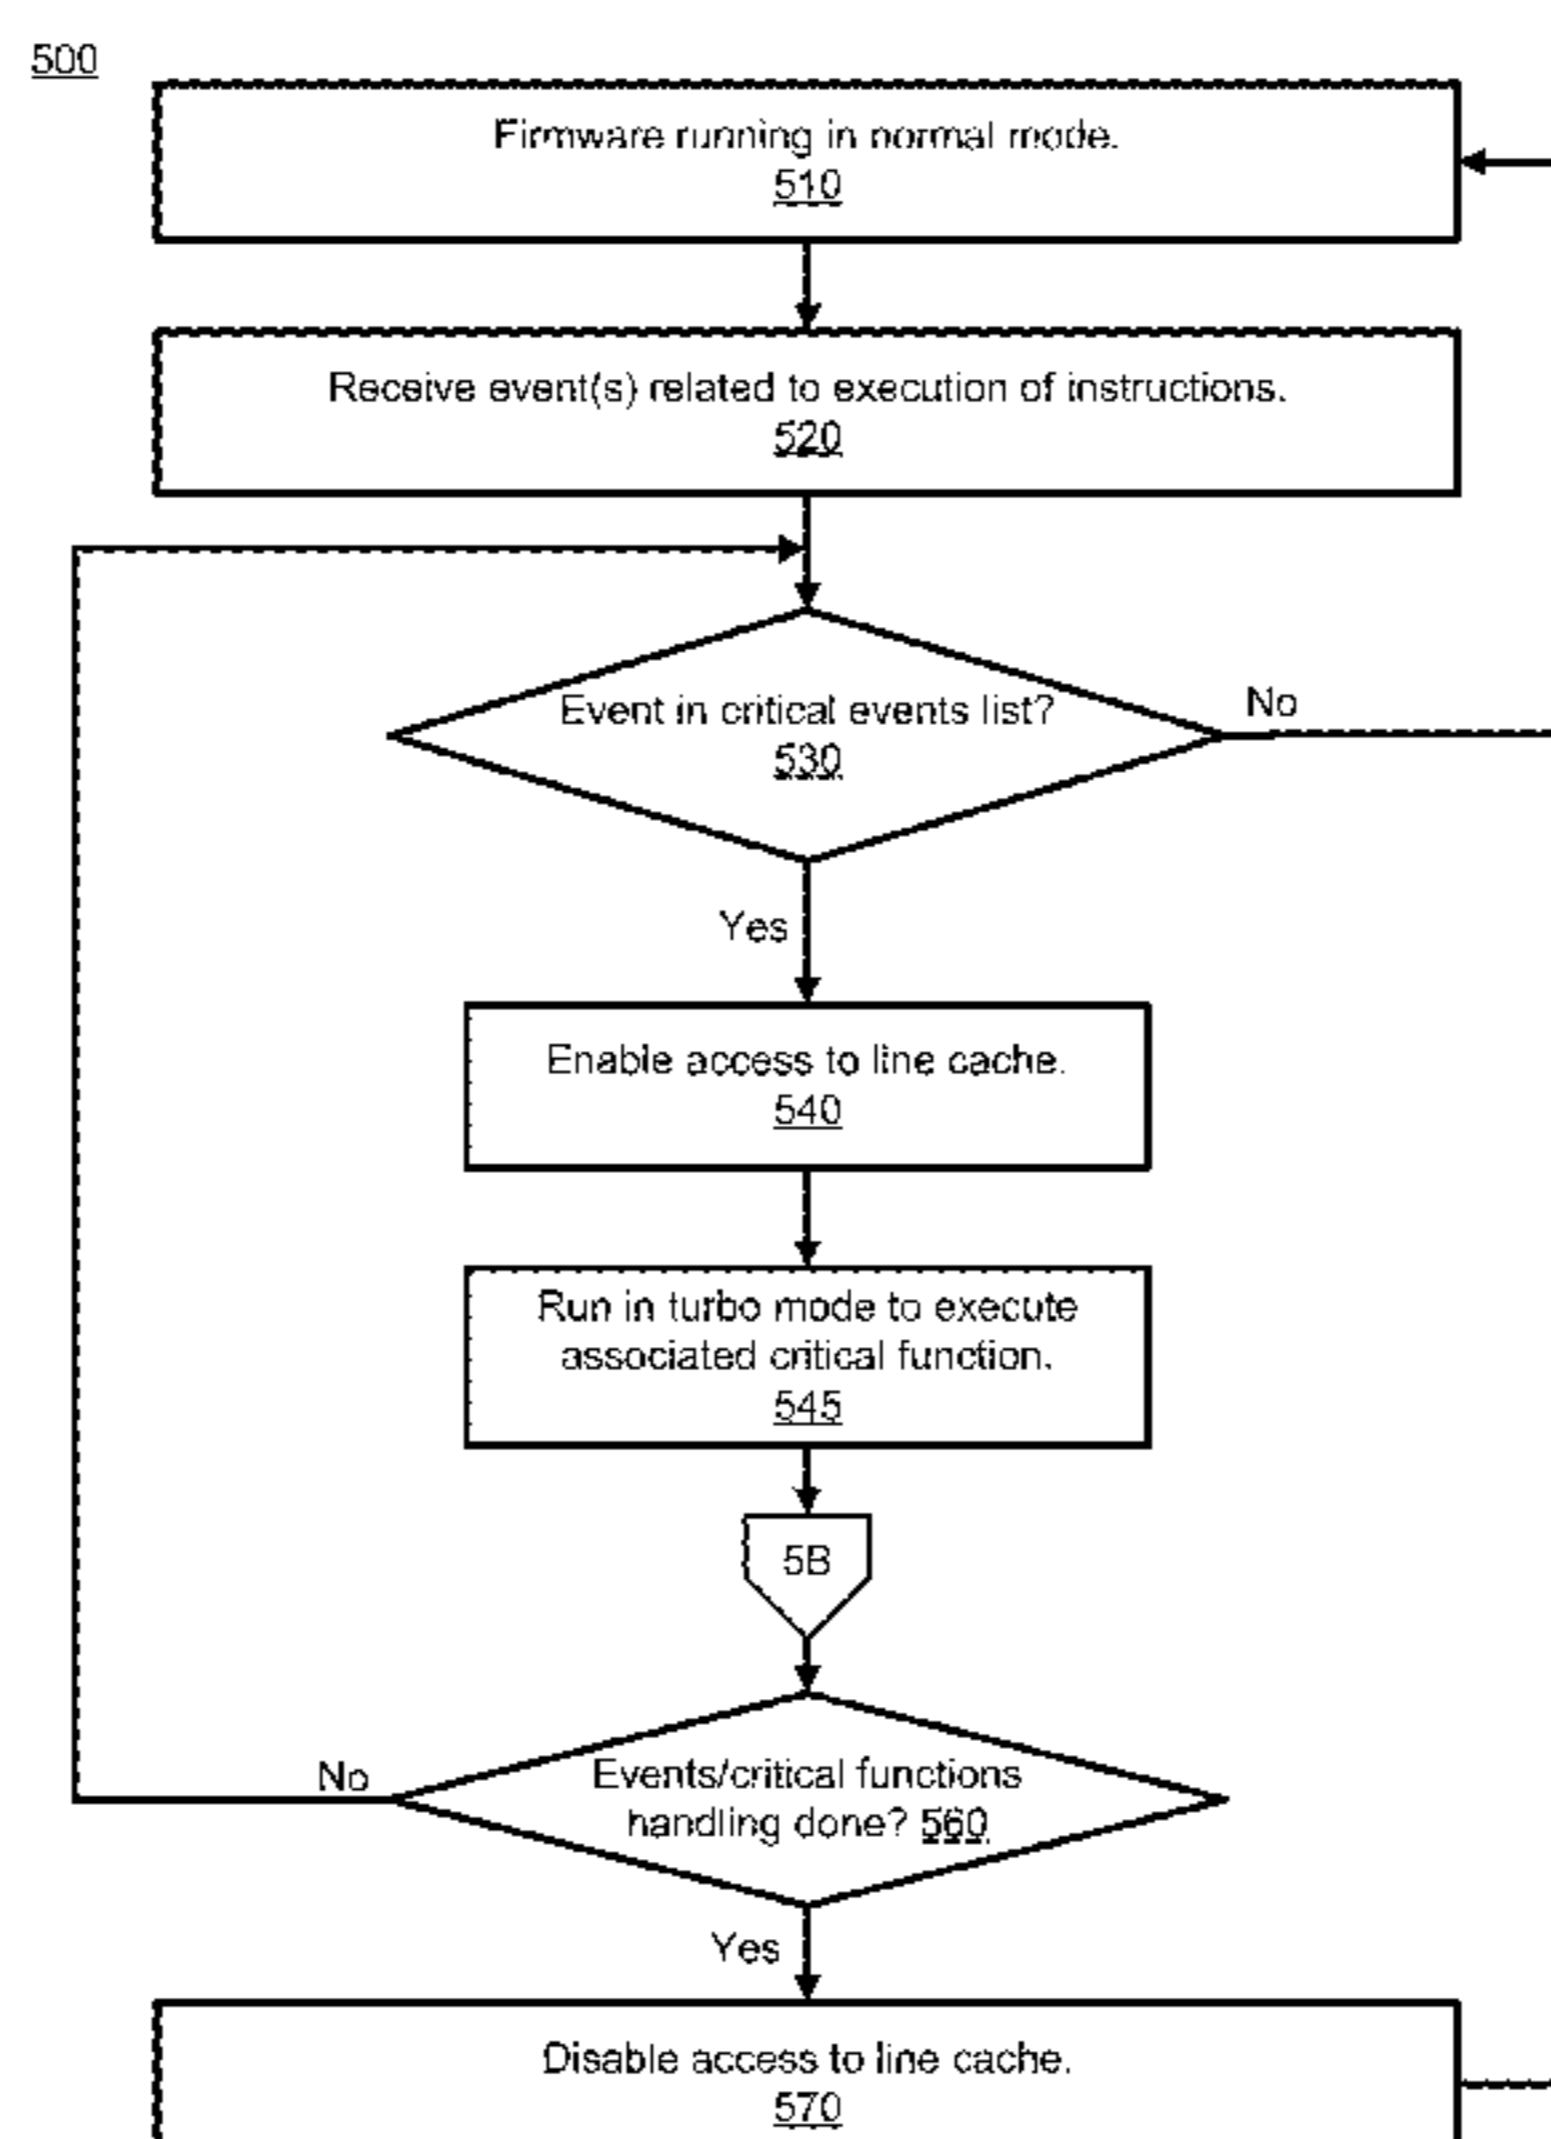 500
Firmware running in normal mode.
510
Receive event(s) related to execution of instructions.
520
Event in critical events list?
530
No
Yes
Enable access to line cache.
540
Run in turbo mode to execute
associated critical function.
545
5B
No
Events/critical functions
handling done? 560
Yes
Disable access to line cache.
570